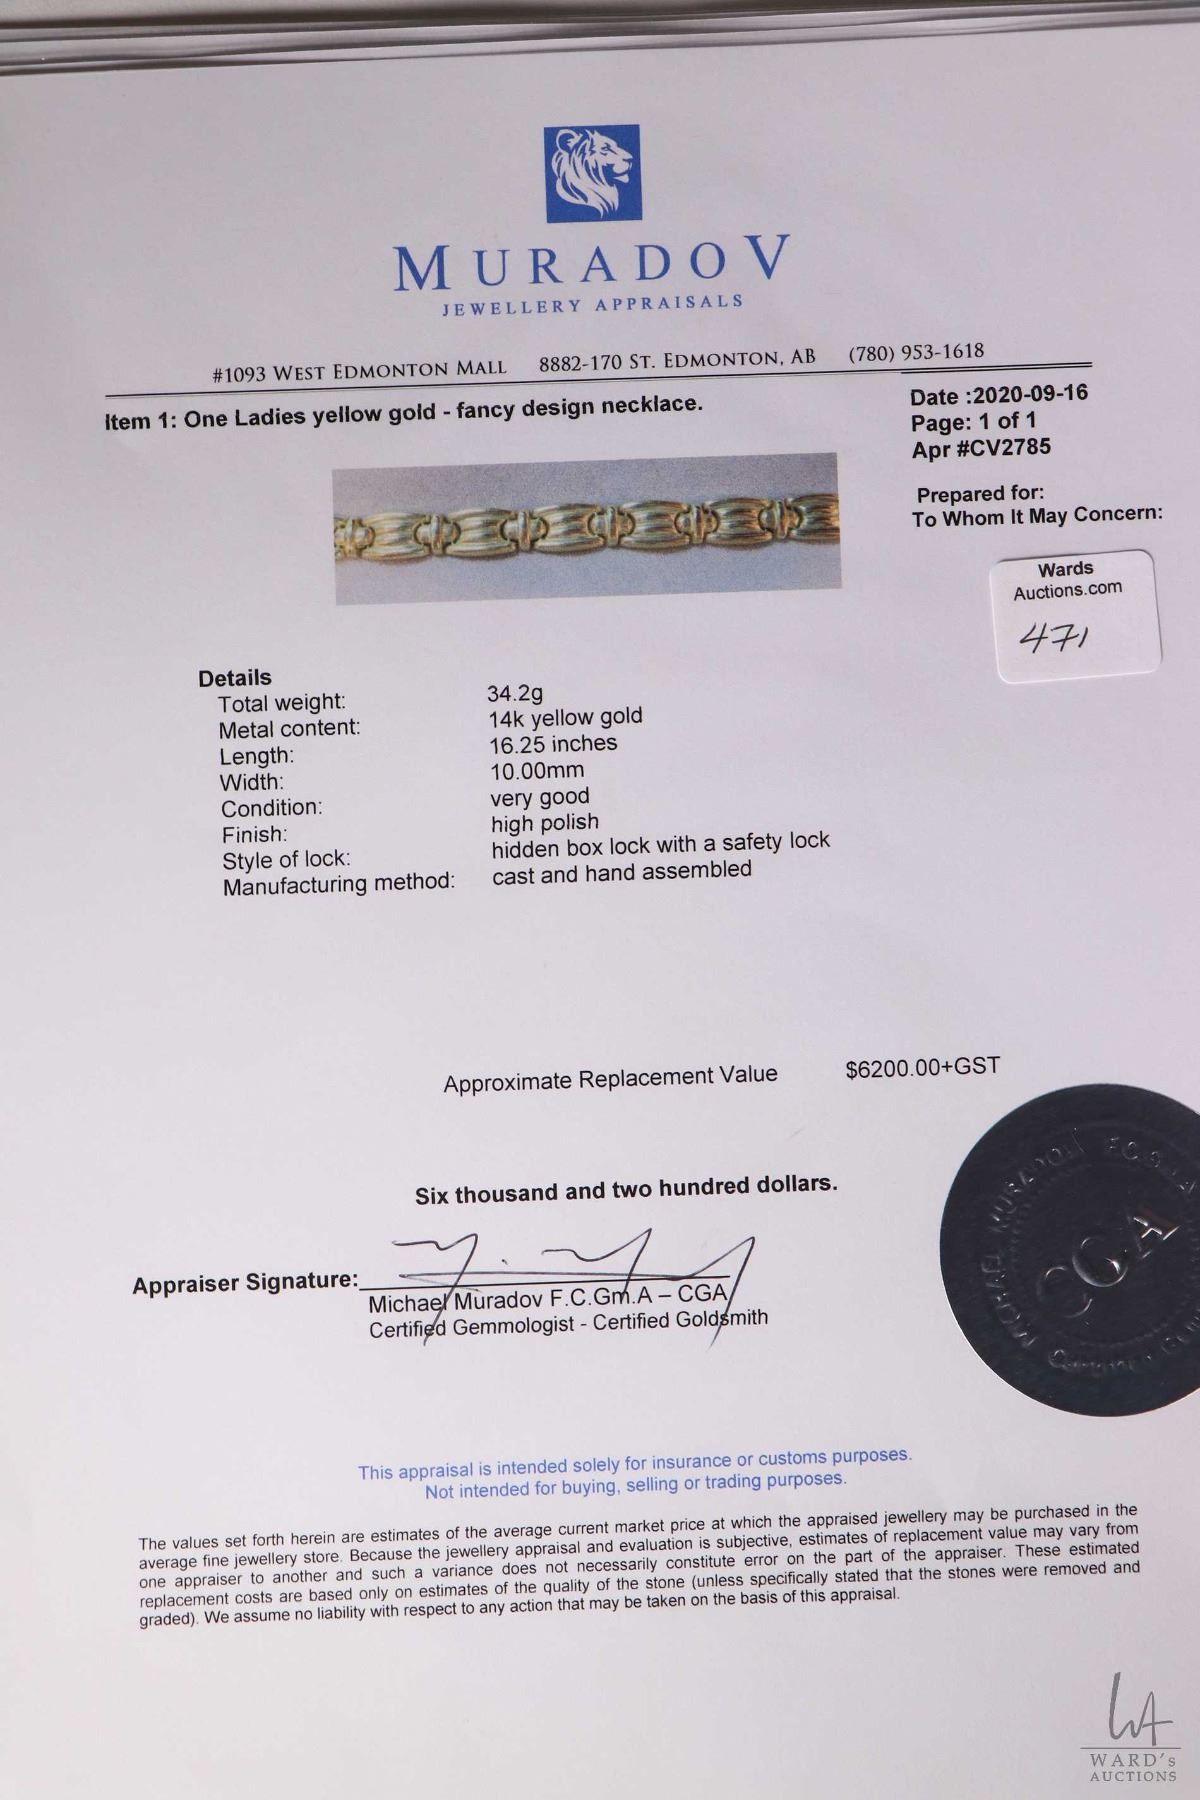 MURADOV
JEWELLERY APPRAISALS
#1093 WEST EDMONTON MALL 8882-170 ST. EDMONTON, AB (780) 953-1618
Item 1: One Ladies yellow gold - fancy design necklace.
Date :2020-09-16
Page: 1 of 1
Apr #CV2785
Prepared for:
To Whom It May Concern:
Wards
Auctions.com
471
Details
Total weight: 34.2g
Metal content: 14k yellow gold
Length: 16.25 inches
Width: 10.00mm
Condition: very good
Finish: high polish
Style of lock: hidden box lock with a safety lock
Manufacturing method: cast and hand assembled
Approximate Replacement Value $6200.00+GST
Six thousand and two hundred dollars.
Appraiser Signature:
Michael Muradov F.C.Gm.A – CGA
Certified Gemmologist - Certified Goldsmith
MICHAEL MURADOV
CGA
This appraisal is intended solely for insurance or customs purposes.
Not intended for buying, selling or trading purposes.
The values set forth herein are estimates of the average current market price at which the appraised jewellery may be purchased in the
average fine jewellery store. Because the jewellery appraisal and evaluation is subjective, estimates of replacement value may vary from
one appraiser to another and such a variance does not necessarily constitute error on the part of the appraiser. These estimated
replacement costs are based only on estimates of the quality of the stone (unless specifically stated that the stones were removed and
graded). We assume no liability with respect to any action that may be taken on the basis of this appraisal.
WA
WARD's
AUCTIONS